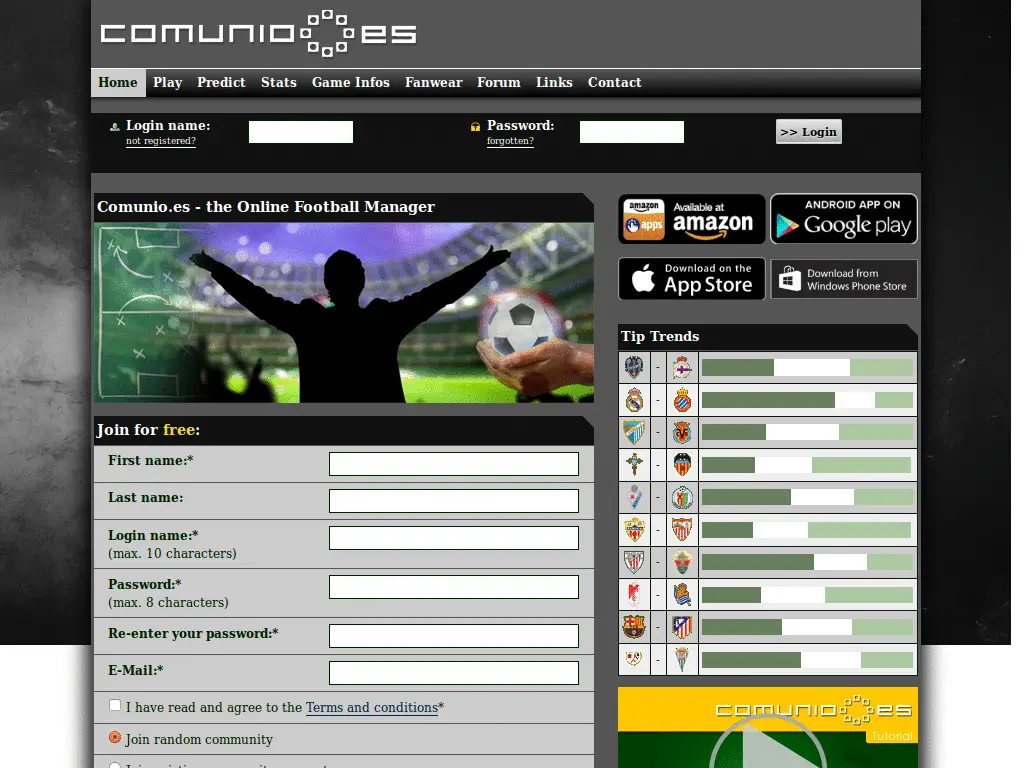 comunio es
Home Play Predict Stats Game Infos Fanwear Forum Links Contact
Login name:
not registered?
Password:
forgotten?
>> Login
Comunio.es - the Online Football Manager
amazon
apps
Available at
amazon
ANDROID APP ON
Google play
Download on the
App Store
Download from
Windows Phone Store
Join for free:
First name:*
Last name:
Login name:*
(max. 10 characters)
Password:*
(max. 8 characters)
Re-enter your password:*
E-Mail:*
I have read and agree to the Terms and conditions*
Join random community
Tip Trends
-
-
-
-
-
-
-
-
-
-
comunio es
Tutorial